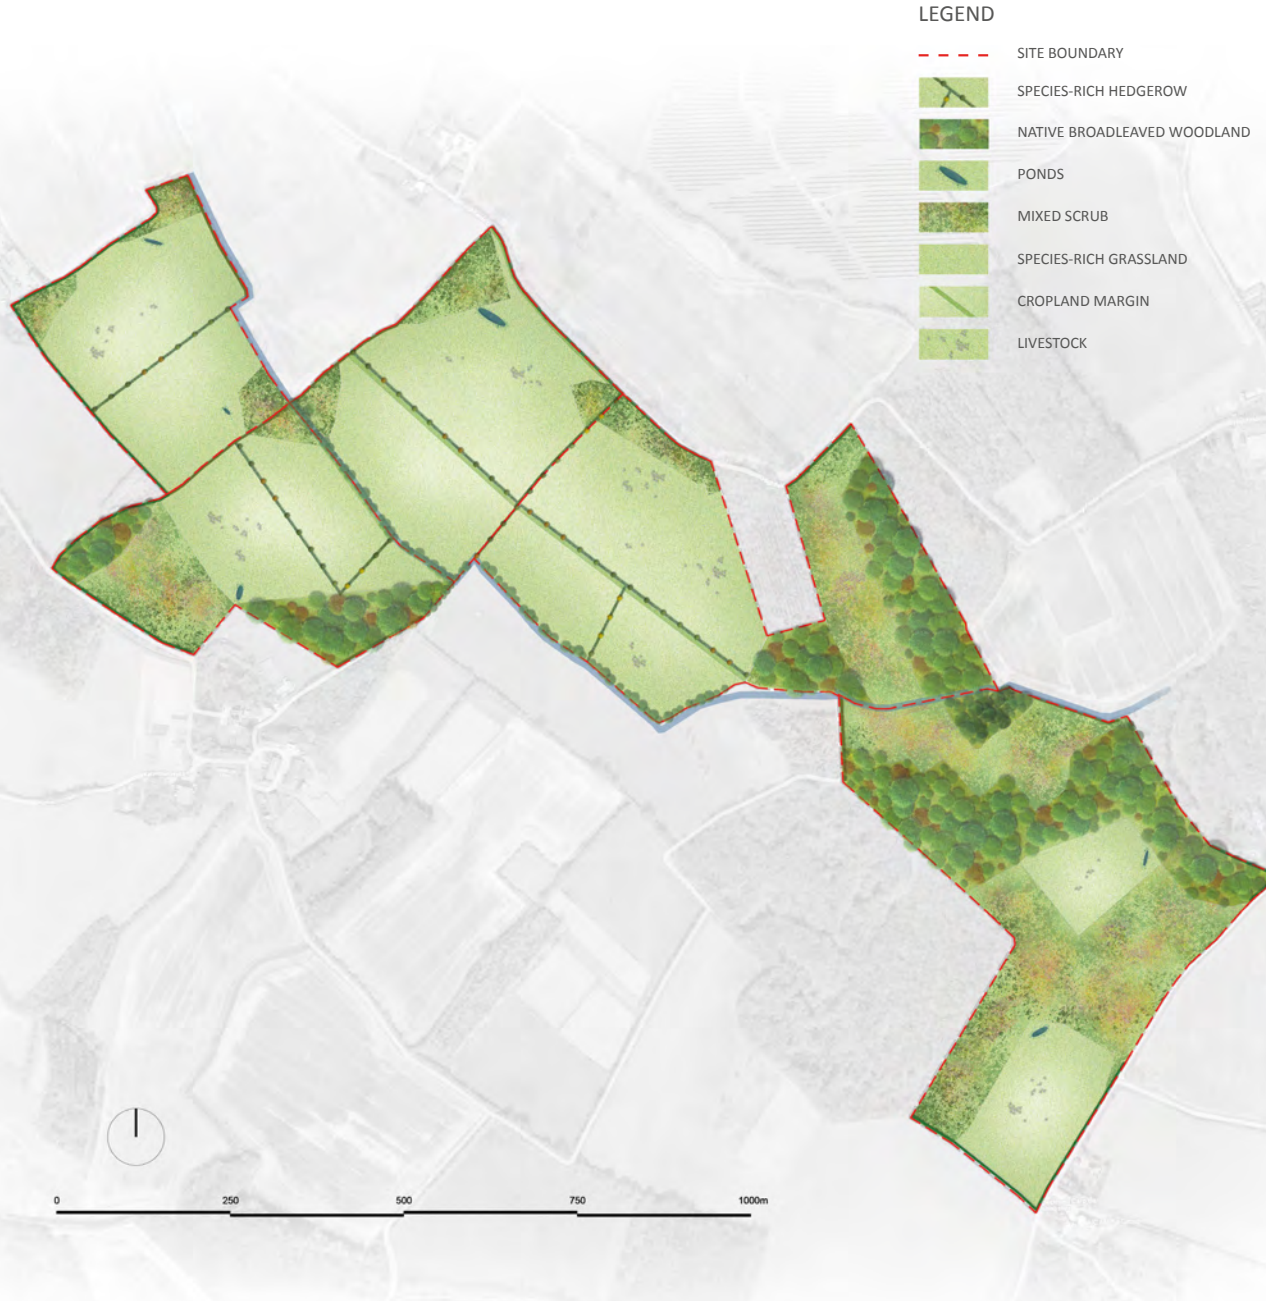 LEGEND
SITE BOUNDARY
SPECIES-RICH HEDGEROW
NATIVE BROADLEAVED WOODLAND
PONDS
MIXED SCRUB
SPECIES-RICH GRASSLAND
CROPLAND MARGIN
LIVESTOCK
0 250 500 750 1000m